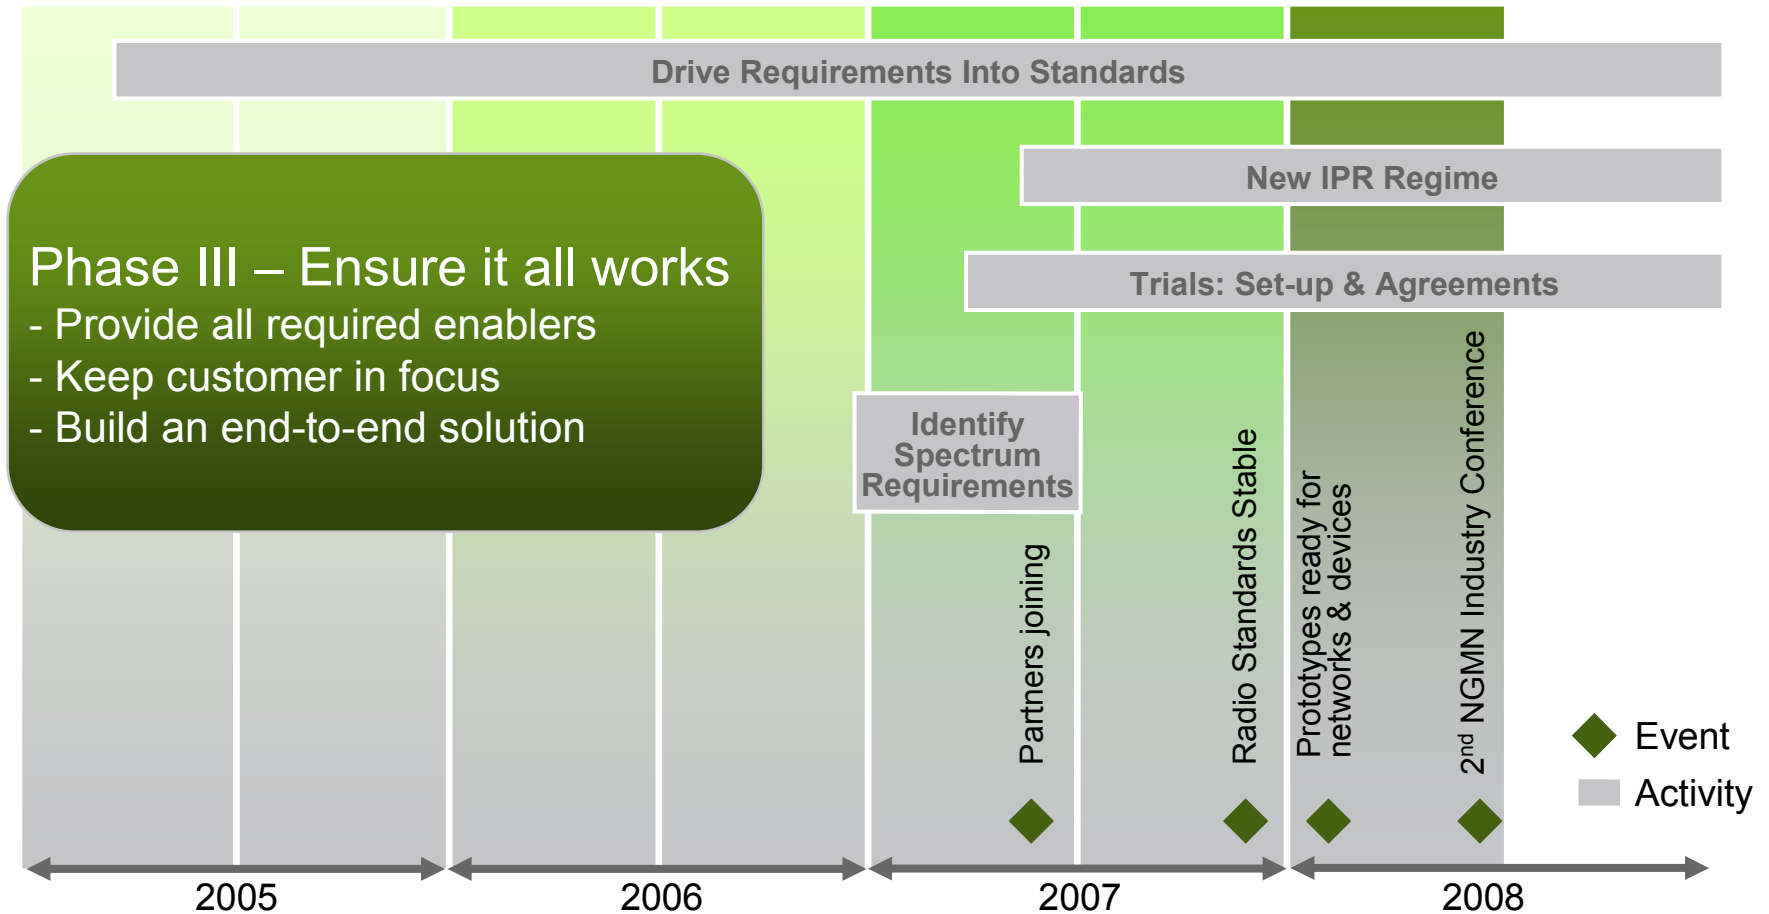 Drive Requirements Into Standards
New IPR Regime
Trials: Set-up & Agreements
Phase III – Ensure it all works
- Provide all required enablers
- Keep customer in focus
- Build an end-to-end solution
Identify
Spectrum
Requirements
Partners joining
Radio Standards Stable
Prototypes ready for
networks & devices
2nd NGMN Industry Conference
Event
Activity
2005
2006
2007
2008